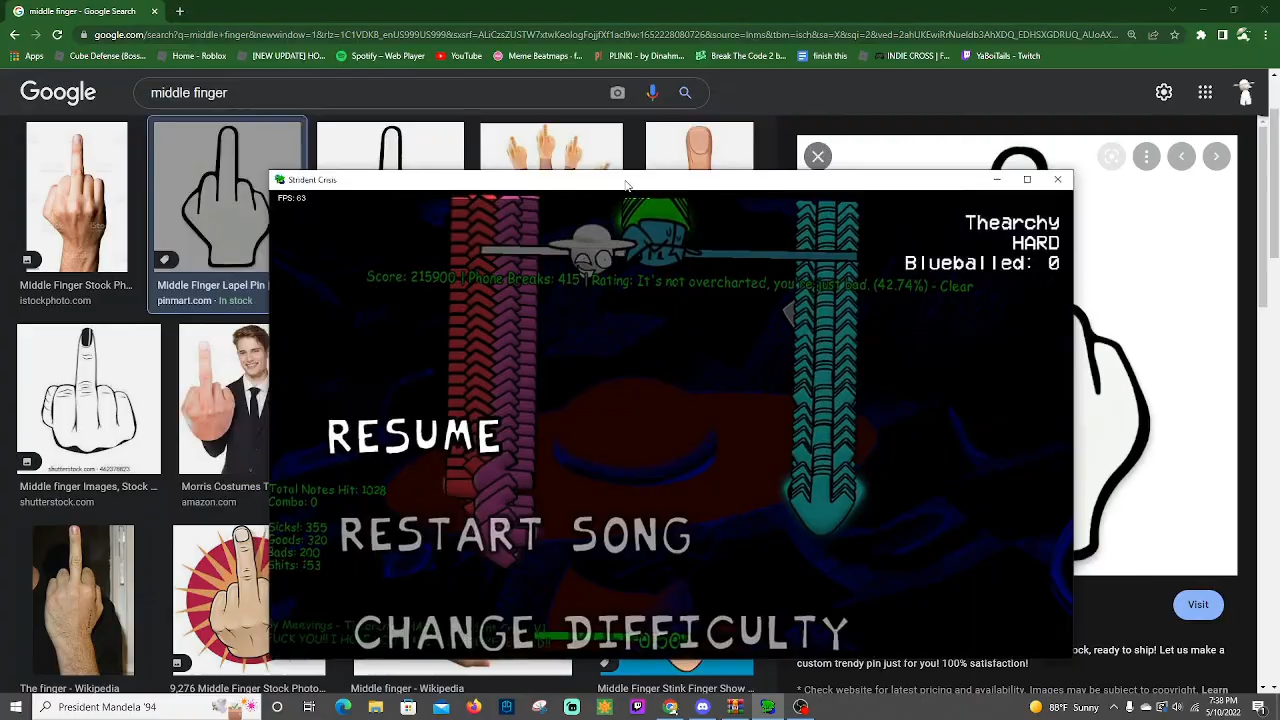 middle finger - Google Search
google.com/search?q=middle+finger&newwindow=1&rlz=1C1VDKB_enUS999US999&sxsrf=
Apps
Cube Defense [Boss...
Home - Roblox
[NEW UPDATE] HO...
Spotify – Web Player
YouTube
Meme Beatmaps - f...
PLINK! - by Dinahm...
Break The Code 2 b...
finish this
INDIE CROSS [ Frid...
YaBoiTails - Twitch
Google
middle finger
Strident Crisis
FPS: 63
Thearchy
HARD
Blueballed: 0
Score: 215900 | Phone Breaks: 415 | Rating: It's not overcharted, you're just bad. (42.74%) - Clear
Middle Finger Stock Ph...
istockphoto.com
Middle Finger Lapel Pin
pinmart.com - In stock
RESUME
Total Notes Hit: 1028
Combo: 0
Sicks!: 355
Goods: 320
Bads: 200
Shits: 153
RESTART SONG
CHANGE DIFFICULTY
Middle finger Images, Stock ...
shutterstock.com
Morris Costumes T
amazon.com
Visit
ock, ready to ship! Let us make a
custom trendy pin just for you! 100% satisfaction!
The finger - Wikipedia
9,276 Middle Finger Stock Photo...
Middle finger - Wikipedia
Middle Finger Stink Finger Show ...
* Check website for latest pricing and availability. Images may be subject to copyright. Learn
President Mandela '94
88°F Sunny
7:38 PM
5/10/2022